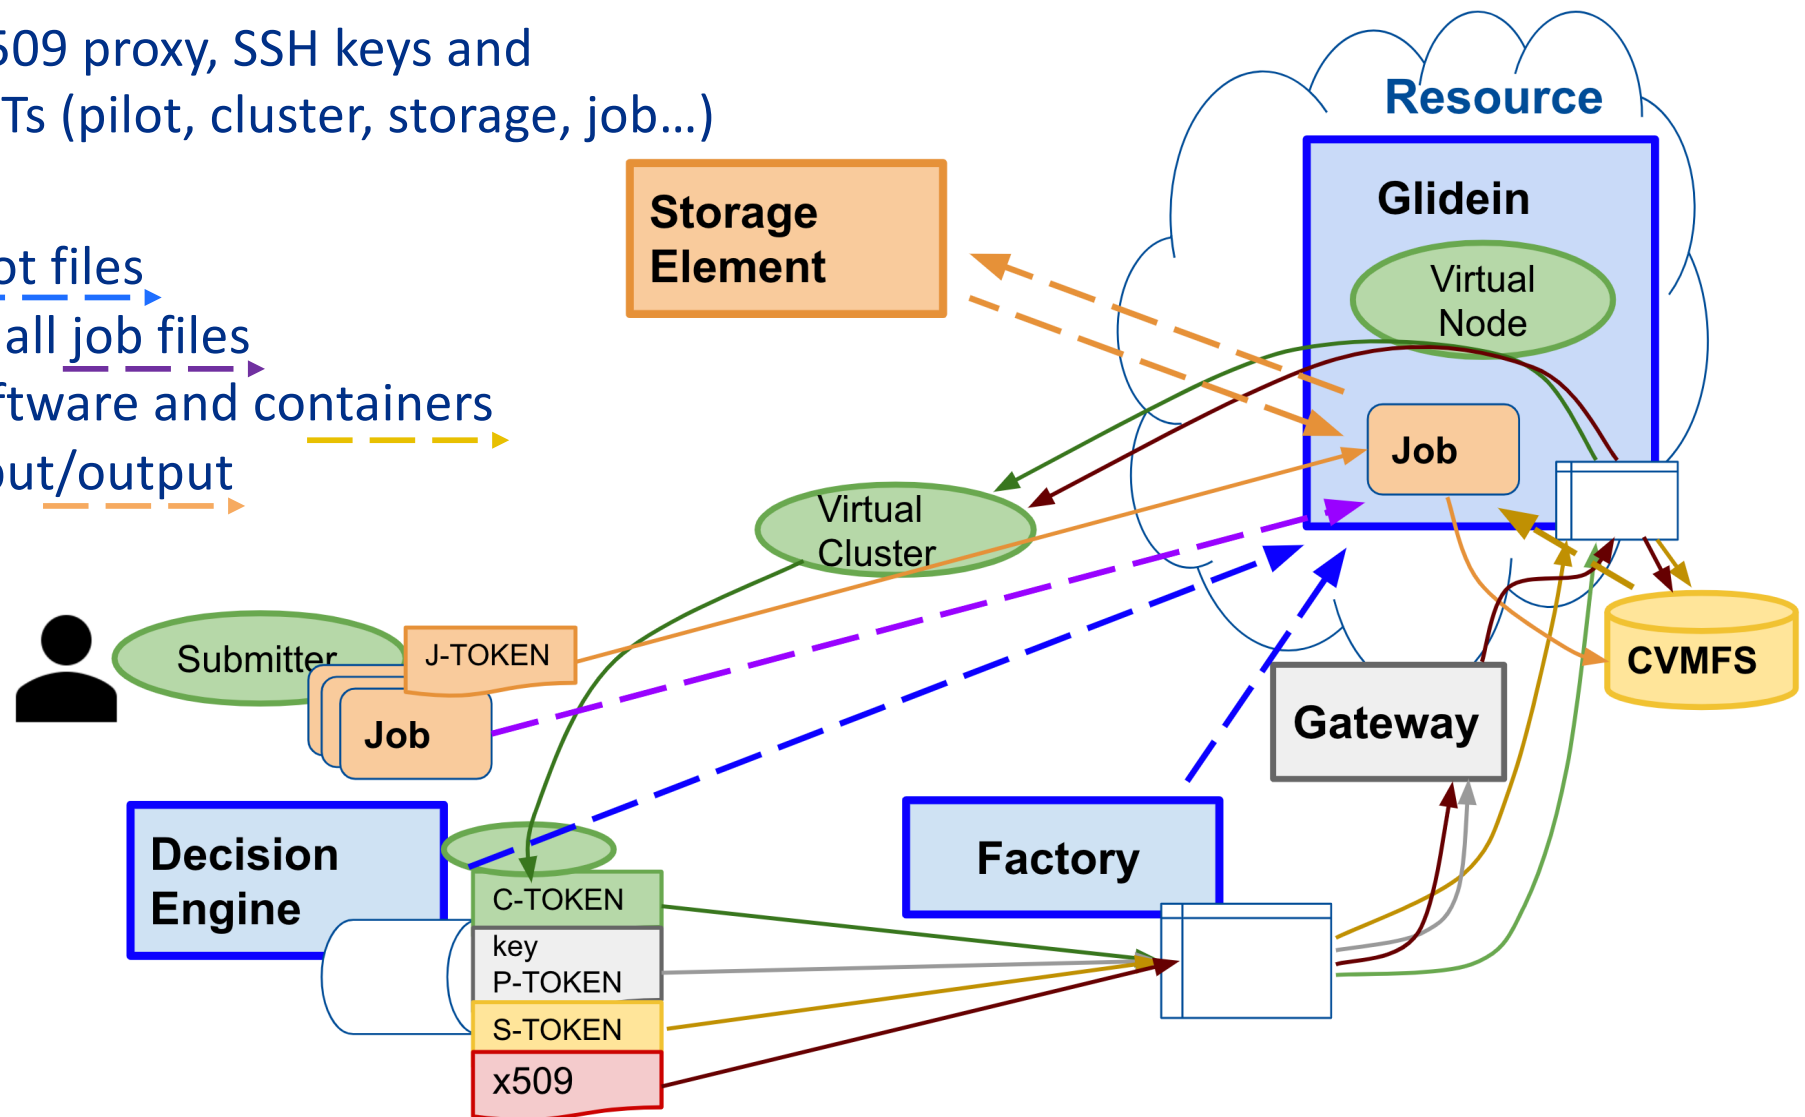 509 proxy, SSH keys and
Ts (pilot, cluster, storage, job…)
ot files
all job files
ftware and containers
put/output
Resource
Glidein
Virtual
Node
Job
Storage
Element
Virtual
Cluster
Submitter
J-TOKEN
Job
CVMFS
Gateway
Decision
Engine
Factory
C-TOKEN
key
P-TOKEN
S-TOKEN
x509